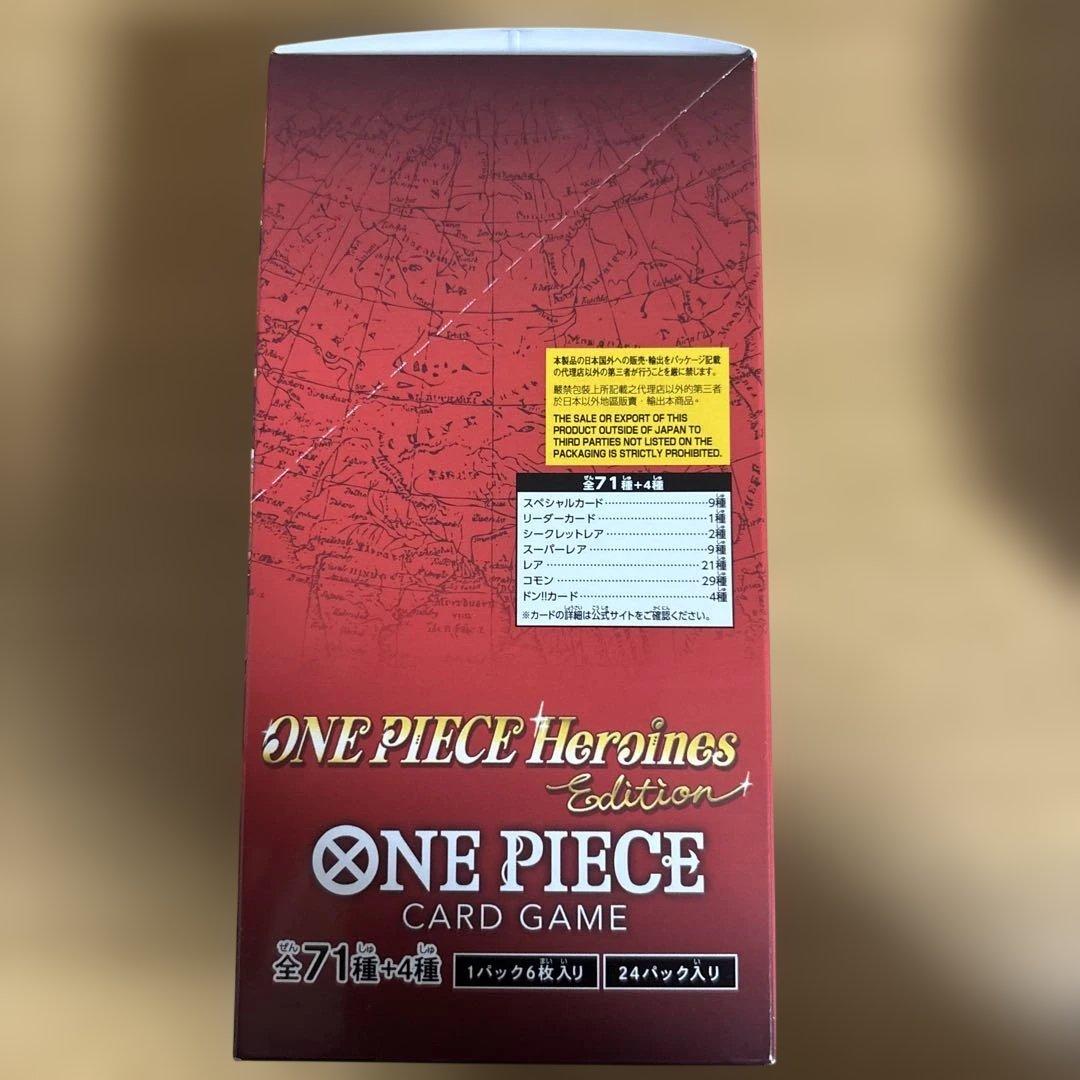 本製品の日本国外への販売・輸出をパッケージ記載
の代理店以外の第三者が行うことを厳に禁じます。
嚴禁包裝上所記載之代理店以外的第三者
於日本以外地區販賣・輸出本商品。
THE SALE OR EXPORT OF THIS
PRODUCT OUTSIDE OF JAPAN TO
THIRD PARTIES NOT LISTED ON THE
PACKAGING IS STRICTLY PROHIBITED.
全71種+4種
スペシャルカード 9種
リーダーカード 1種
シークレットレア 2種
スーパーレア 9種
レア 21種
コモン 29種
ドン!!カード 4種
※カードの詳細は公式サイトをご確認ください。
ONE PIECE Heroines
Edition
ONE PIECE
CARD GAME
全71種+4種 1パック6枚入り 24パック入り